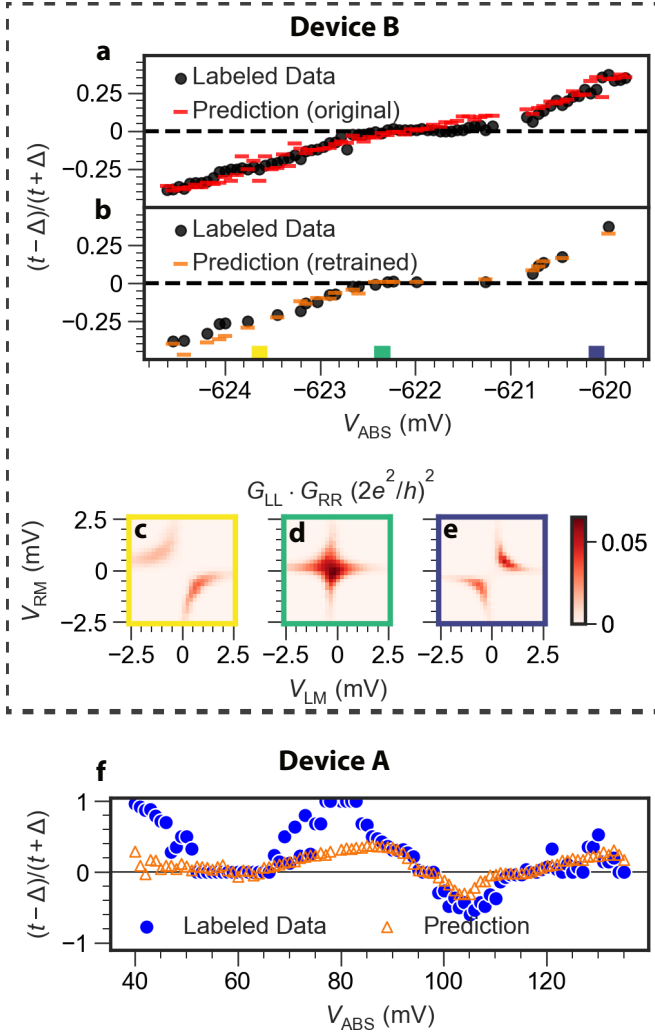 Device B
a
Labeled Data
Prediction (original)
0.25
0
−0.25
(t − Δ)/(t + Δ)
b
Labeled Data
Prediction (retrained)
0.25
0
−0.25
−624 −623 −622 −621 −620
V_ABS (mV)
G_LL · G_RR (2e²/h)²
c d e
2.5
0
−2.5
V_RM (mV)
0.05
0
−2.5 0 2.5 −2.5 0 2.5 −2.5 0 2.5
V_LM (mV)
Device A
f
1
0
−1
(t − Δ)/(t + Δ)
Labeled Data Prediction
40 60 80 100 120
V_ABS (mV)